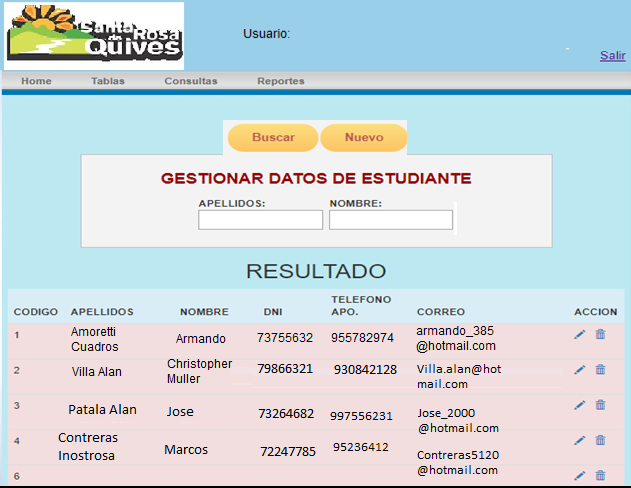 Santa Rosa
de
Quives
Usuario:
Salir
Home Tablas Consultas Reportes
Buscar Nuevo
GESTIONAR DATOS DE ESTUDIANTE
APELLIDOS: NOMBRE:
RESULTADO
CODIGO APELLIDOS NOMBRE DNI TELEFONO APO. CORREO ACCION
1 Amoretti Cuadros Armando 73755632 955782974 armando_385@hotmail.com
2 Villa Alan Christopher Muller 79866321 930842128 Villa.alan@hotmail.com
3 Patala Alan Jose 73264682 997556231 Jose_2000@hotmail.com
4 Contreras Inostrosa Marcos 72247785 95236412 Contreras5120@hotmail.com
6